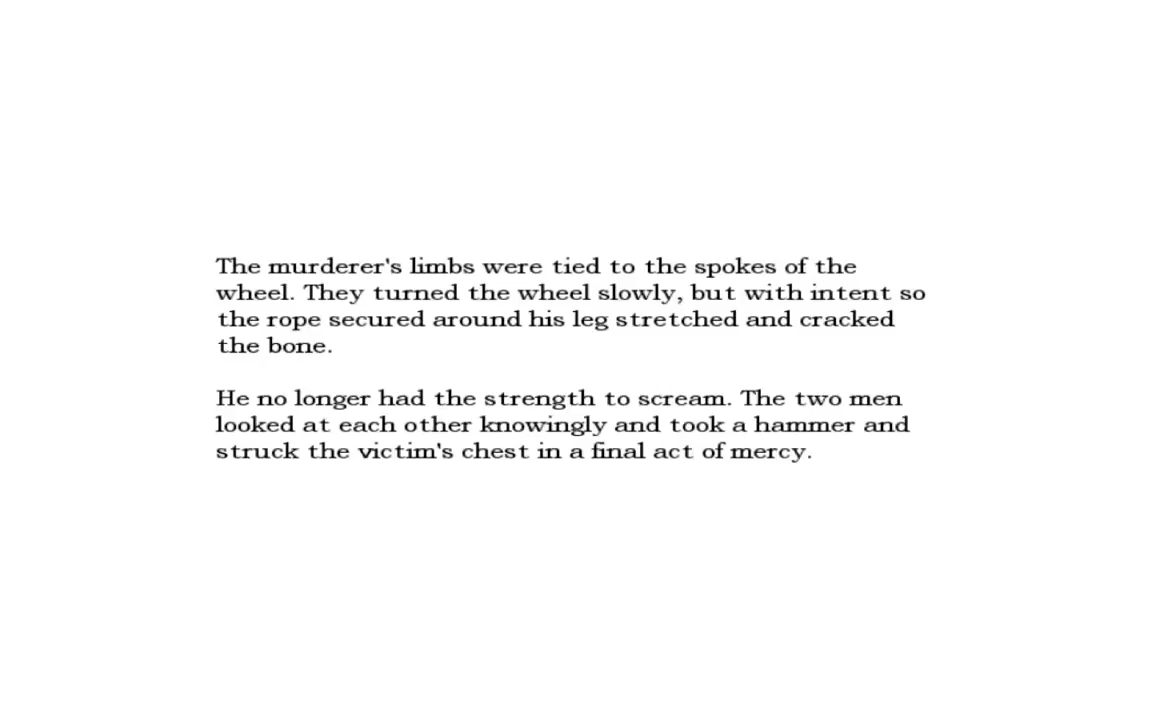 The murderer's limbs were tied to the spokes of the
wheel. They turned the wheel slowly, but with intent so
the rope secured around his leg stretched and cracked
the bone.
He no longer had the strength to scream. The two men
looked at each other knowingly and took a hammer and
struck the victim's chest in a final act of mercy.